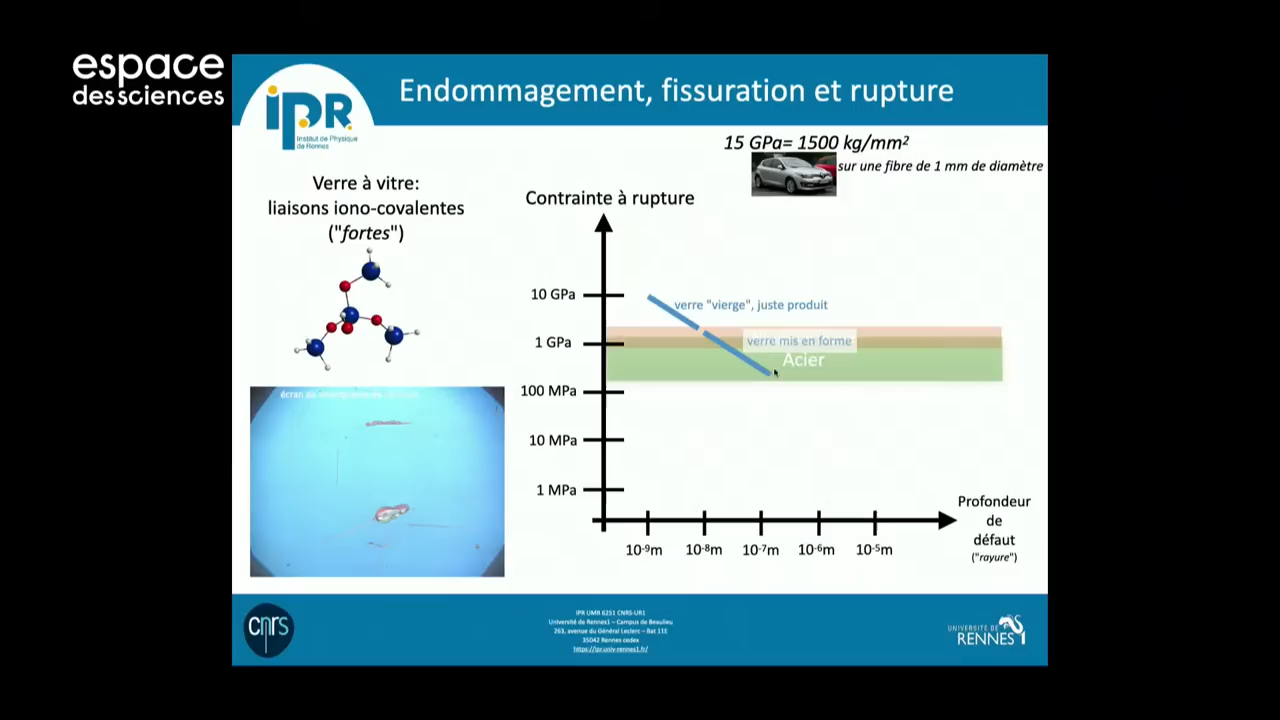 espace
des sciences
iPR
Institut de Physique
de Rennes
Endommagement, fissuration et rupture
15 GPa= 1500 kg/mm²
sur une fibre de 1 mm de diamètre
Verre à vitre:
liaisons iono-covalentes
("fortes")
Contrainte à rupture
10 GPa
1 GPa
100 MPa
10 MPa
1 MPa
verre "vierge", juste produit
verre mis en forme
Acier
écran de
10⁻⁹m
10⁻⁸m
10⁻⁷m
10⁻⁶m
10⁻⁵m
Profondeur
de
défaut
("rayure")
cnrs
IPR UMR 6251 CNRS-UR1
Université de Rennes1 – Campus de Beaulieu
263, avenue du Général Leclerc – Bat 11E
35042 Rennes cedex
https://ipr.univ-rennes1.fr/
UNIVERSITÉ DE
RENNES 1